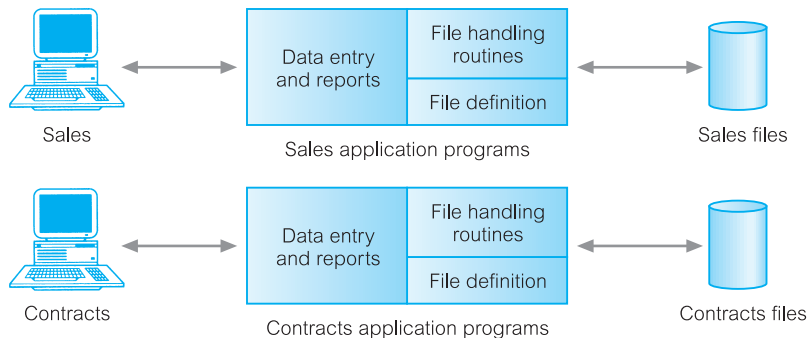 Data entry
and reports
File handling
routines
File definition
Sales
Sales application programs
Sales files
Data entry
and reports
File handling
routines
File definition
Contracts
Contracts application programs
Contracts files